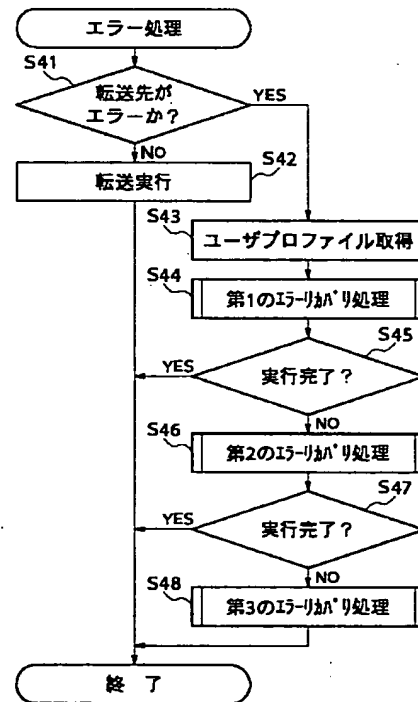 エラー処理
S41
転送先が
エラーか?
YES
NO
S42
転送実行
S43
ユーザプロファイル取得
S44
第1のエラーリカバリ処理
S45
YES
実行完了?
NO
S46
第2のエラーリカバリ処理
S47
YES
実行完了?
NO
S48
第3のエラーリカバリ処理
終 了